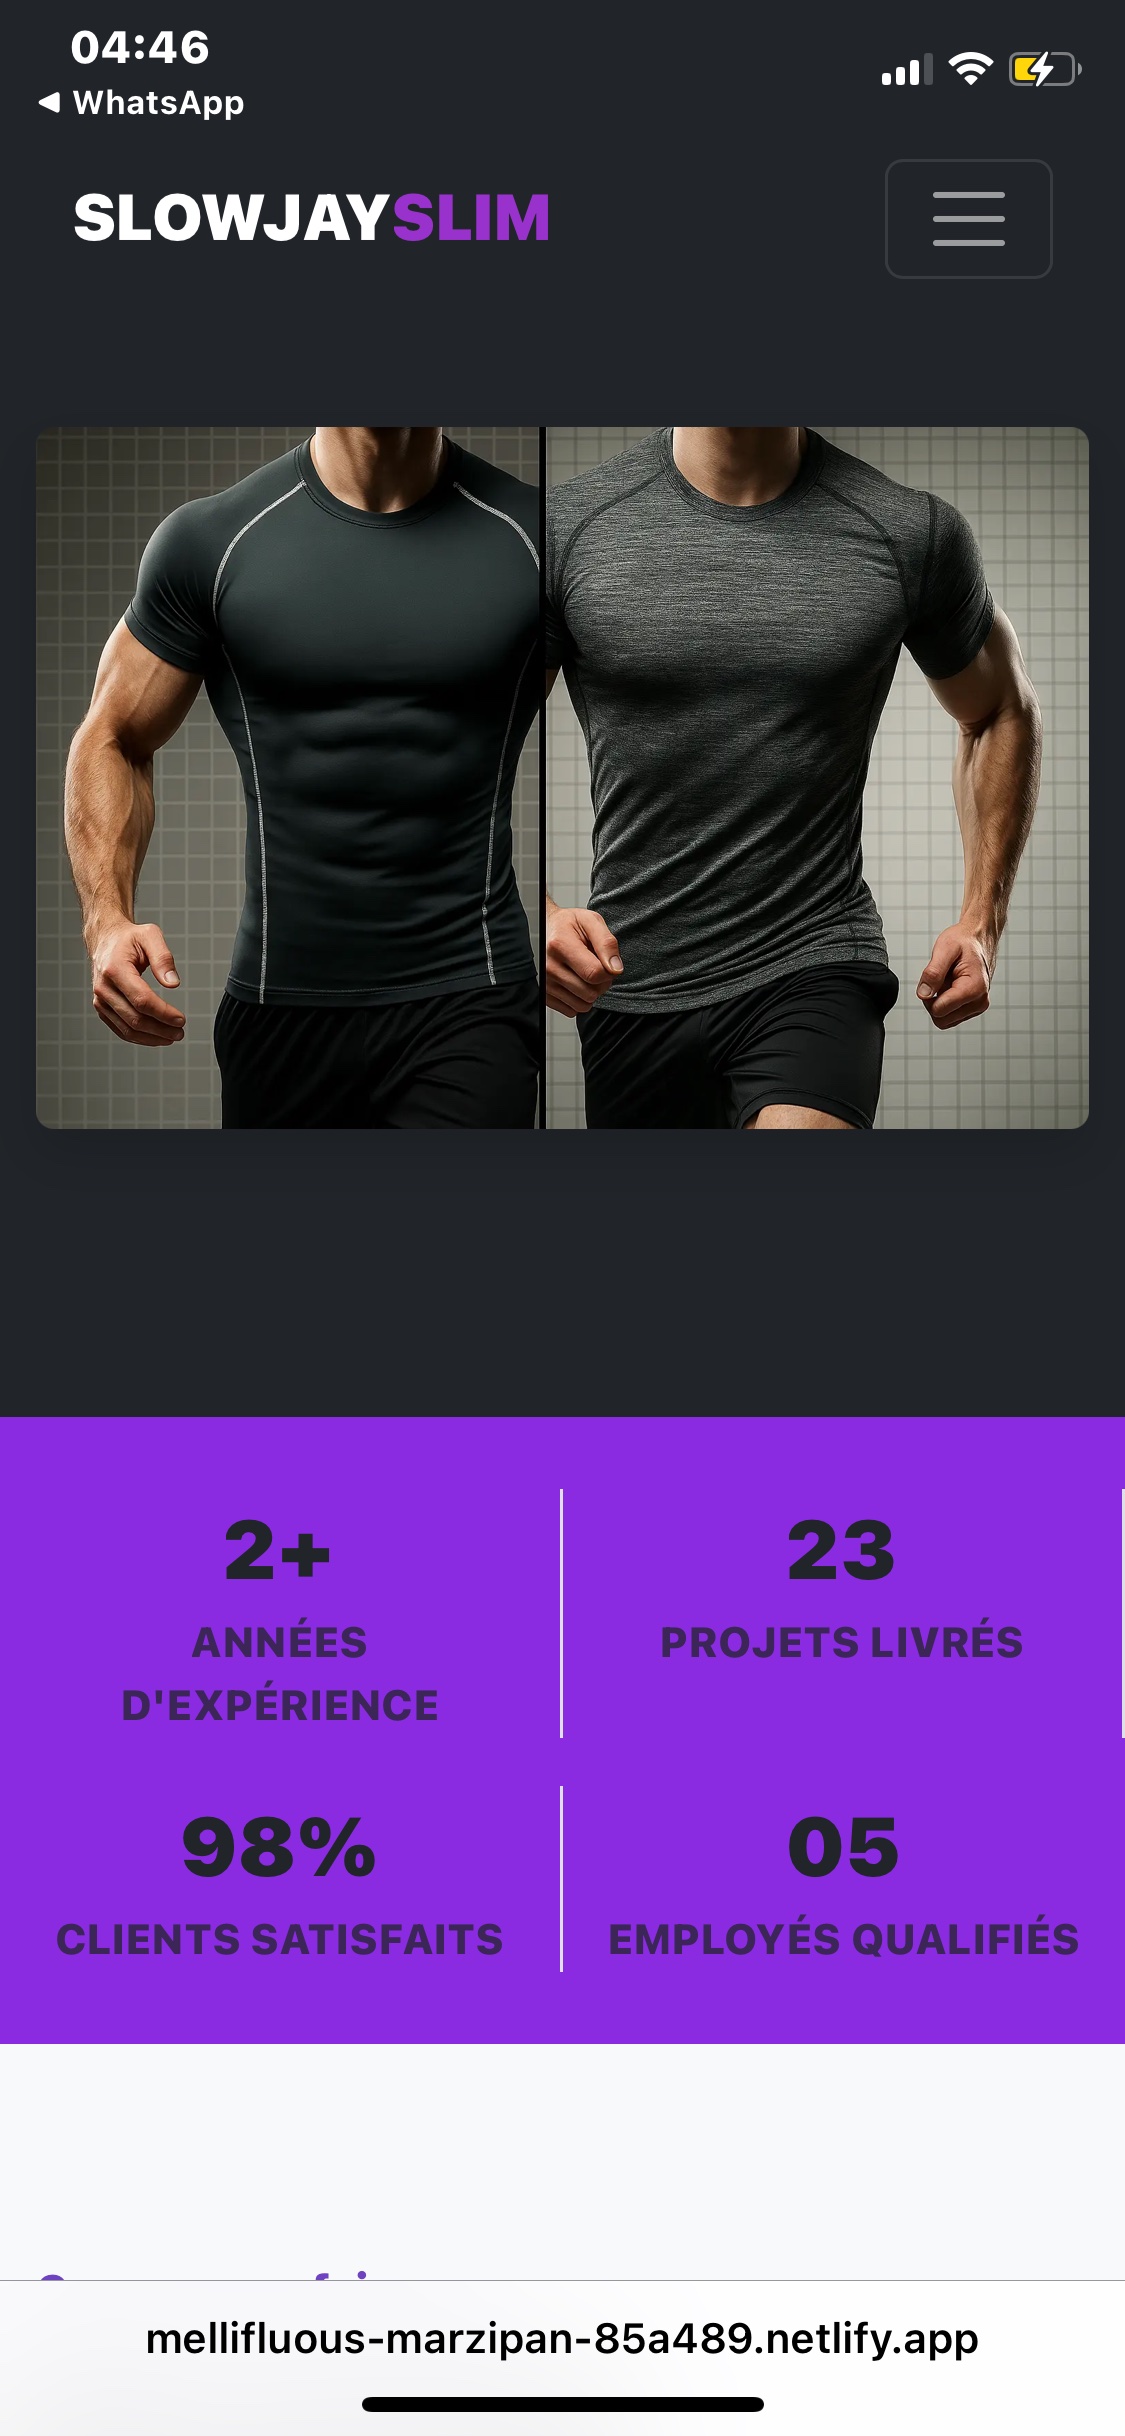 04:46
WhatsApp
SLOWJAYSLIM
2+
ANNÉES
D'EXPÉRIENCE
23
PROJETS LIVRÉS
98%
CLIENTS SATISFAITS
05
EMPLOYÉS QUALIFIÉS
mellifluous-marzipan-85a489.netlify.app